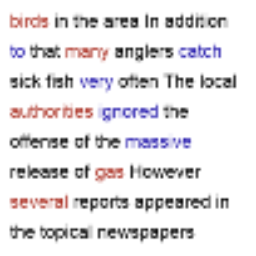 birds in the area In addition
to that many anglers catch
sick fish very often The local
authorities ignored the
offense of the massive
release of gas However
several reports appeared in
the topical newspapers